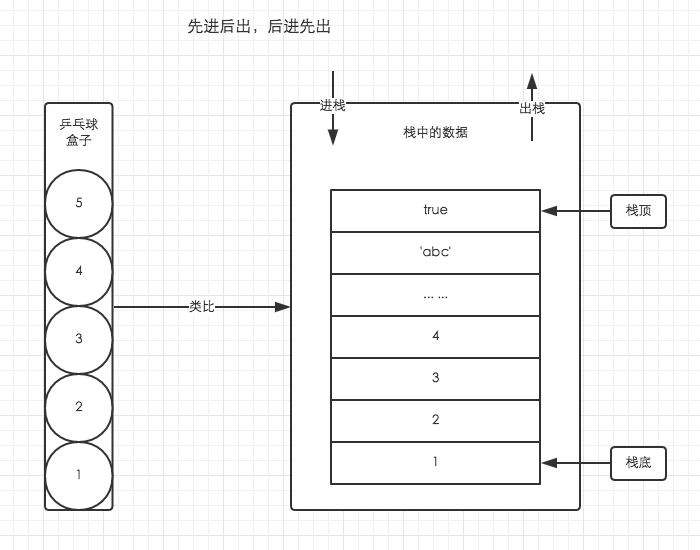 先进后出，后进先出
乒乓球
盒子
5
4
3
2
1
类比
进栈
出栈
栈中的数据
true
'abc'
... ...
4
3
2
1
栈顶
栈底